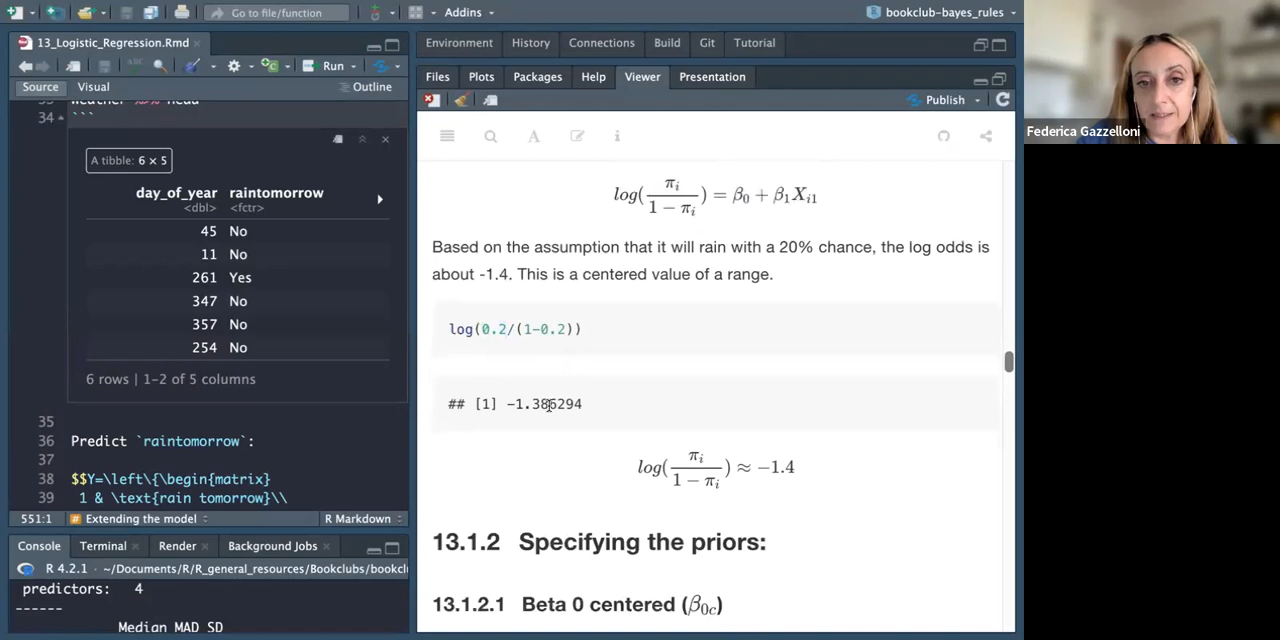 Go to file/function
Addins
bookclub-bayes_rules
13_Logistic_Regression.Rmd
Run
Source
Visual
Outline
34
```
A tibble: 6 × 5
day_of_year raintomorrow
<dbl> <fctr>
45 No
11 No
261 Yes
347 No
357 No
254 No
6 rows | 1-2 of 5 columns
35
36 Predict `raintomorrow`:
37
38 $$Y=\left\{\begin{matrix}
39 1 & \text{rain tomorrow}\\
551:1
# Extending the model
R Markdown
Console
Terminal
Render
Background Jobs
R 4.2.1 · ~/Documents/R/R_general_resources/Bookclubs/bookcl
predictors: 4
------
Median MAD SD
Environment
History
Connections
Build
Git
Tutorial
Files
Plots
Packages
Help
Viewer
Presentation
Publish
A
i
log(πi/1 − πi) = β0 + β1Xi1
Based on the assumption that it will rain with a 20% chance, the log odds is
about -1.4. This is a centered value of a range.
log(0.2/(1-0.2))
## [1] -1.386294
log(πi/1 − πi) ≈ −1.4
13.1.2 Specifying the priors:
13.1.2.1 Beta 0 centered (β0c)
Federica Gazzelloni